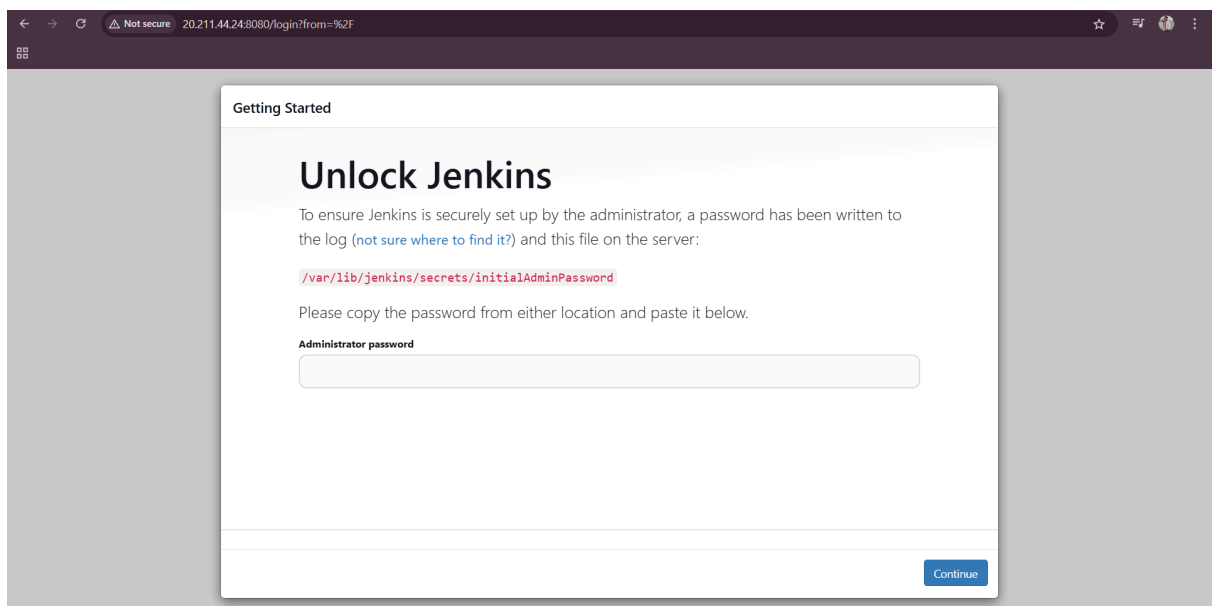 Not secure 20.211.44.24:8080/login?from=%2F
Getting Started
Unlock Jenkins
To ensure Jenkins is securely set up by the administrator, a password has been written to
the log (not sure where to find it?) and this file on the server:
/var/lib/jenkins/secrets/initialAdminPassword
Please copy the password from either location and paste it below.
Administrator password
Continue